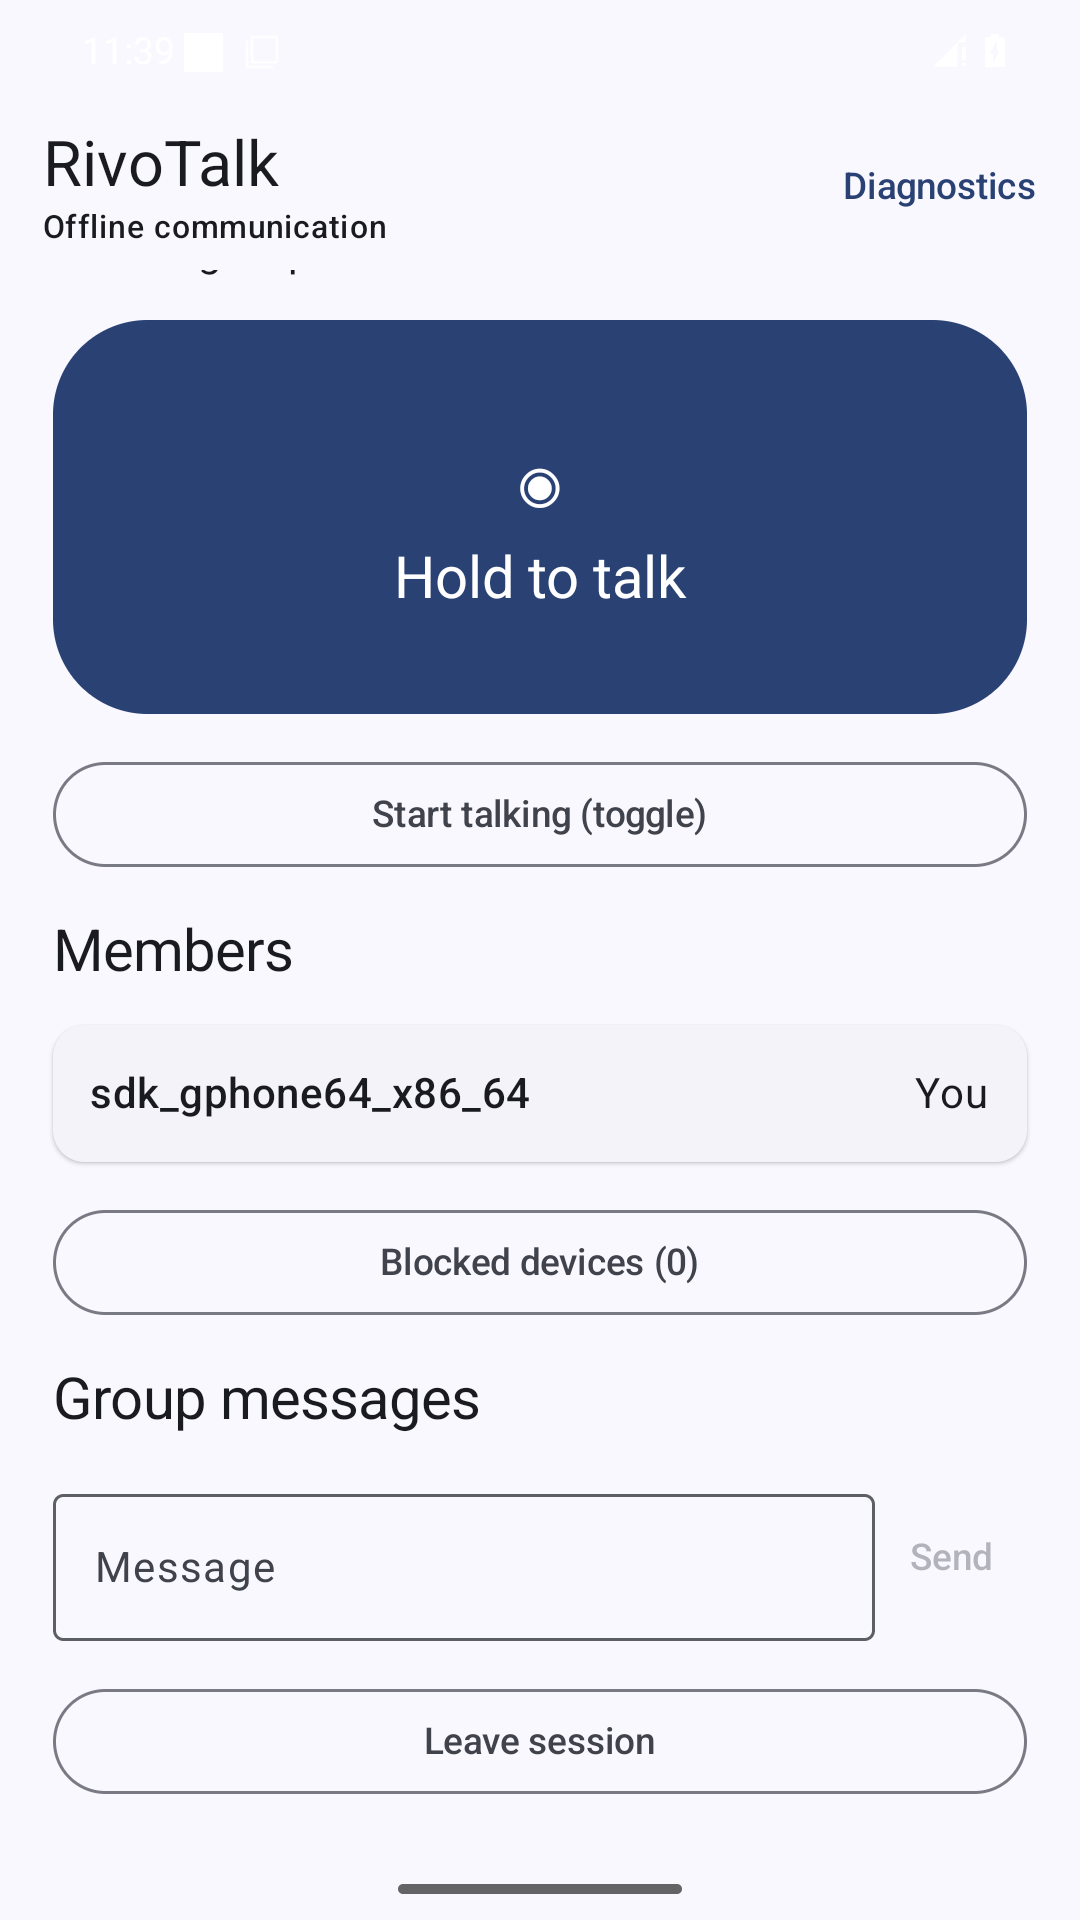 11:39
RivoTalk
Diagnostics
Offline communication
Hold to talk
Start talking (toggle)
Members
sdk_gphone64_x86_64
You
Blocked devices (0)
Group messages
Message
Send
Leave session